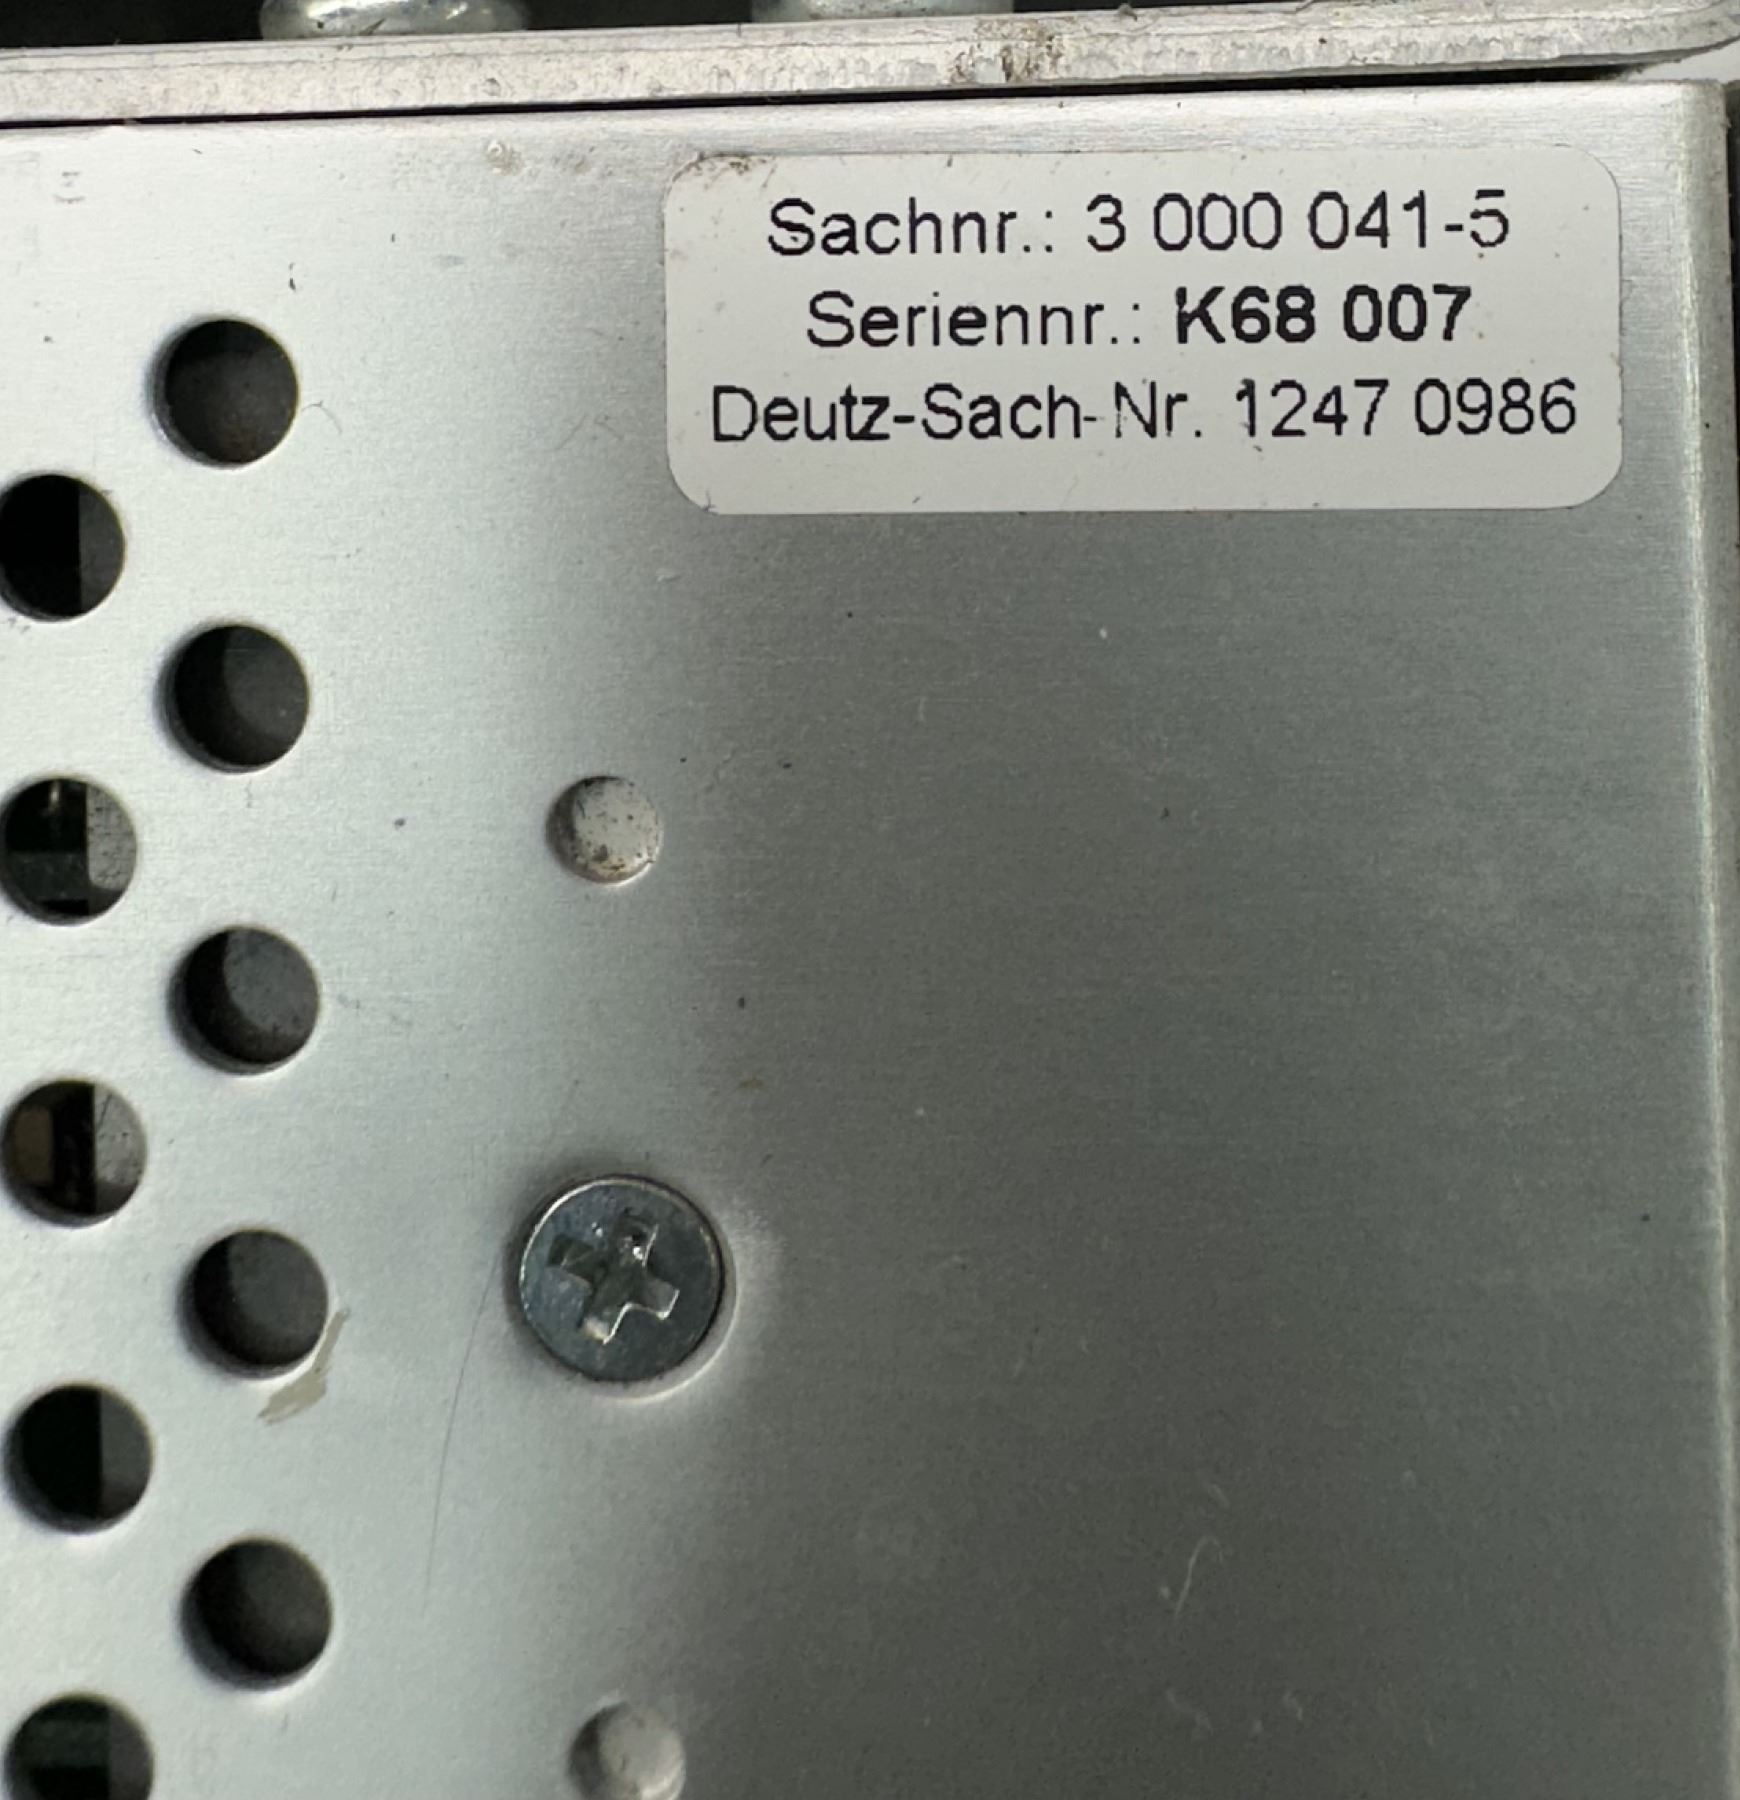 Sachnr.: 3 000 041-5
Seriennr.: K68 007
Deutz-Sach-Nr. 1247 0986